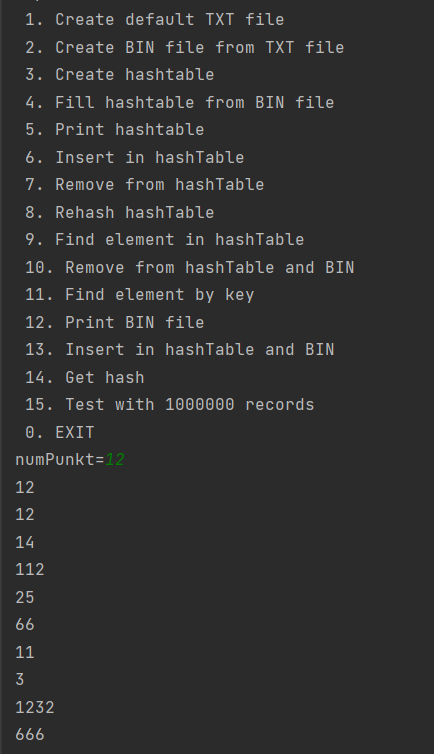 1. Create default TXT file
2. Create BIN file from TXT file
3. Create hashtable
4. Fill hashtable from BIN file
5. Print hashtable
6. Insert in hashTable
7. Remove from hashTable
8. Rehash hashTable
9. Find element in hashTable
10. Remove from hashTable and BIN
11. Find element by key
12. Print BIN file
13. Insert in hashTable and BIN
14. Get hash
15. Test with 1000000 records
0. EXIT
numPunkt=12
12
12
14
112
25
66
11
3
1232
666